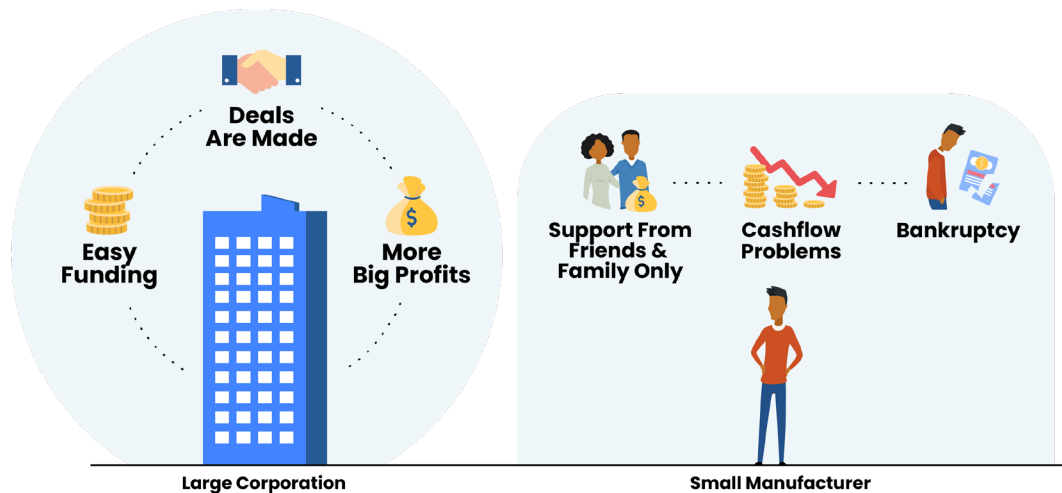 Deals
Are Made
Easy
Funding
More
Big Profits
$
Large Corporation
Support From
Friends &
Family Only
$
Cashflow
Problems
Bankruptcy
Small Manufacturer